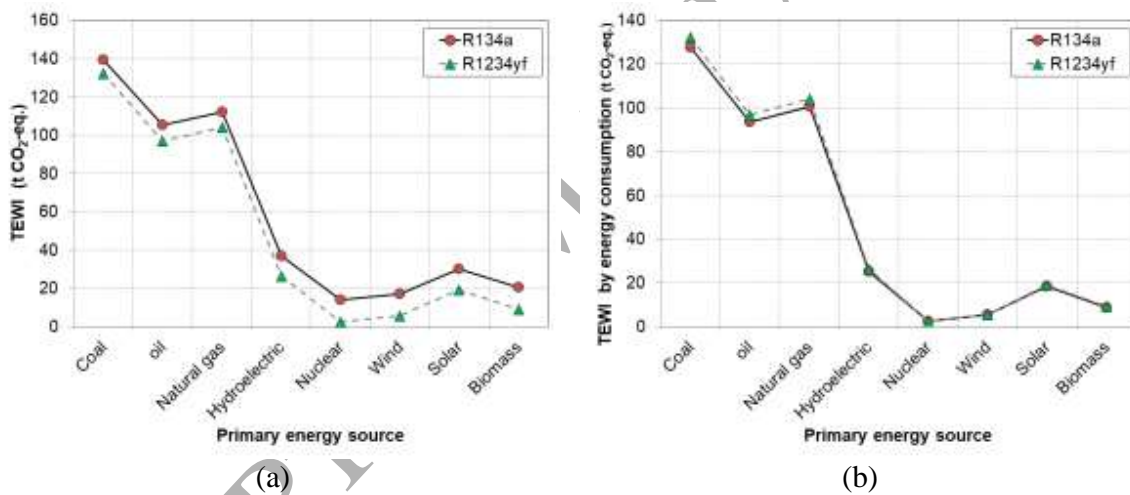 160
140
120
100
80
60
40
20
0
TEWI (t CO₂-eq.)
R134a
R1234yf
Coal
oil
Natural gas
Hydroelectric
Nuclear
Wind
Solar
Biomass
Primary energy source
(a)
140
120
100
80
60
40
20
0
TEWI by energy consumption (t CO₂-eq.)
R134a
R1234yf
Coal
oil
Natural gas
Hydroelectric
Nuclear
Wind
Solar
Biomass
Primary energy source
(b)